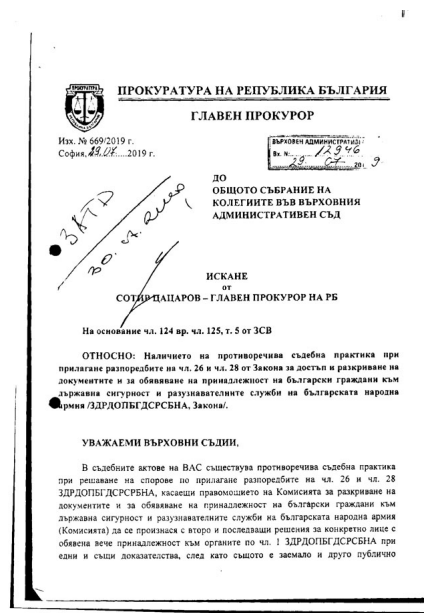 ПРОКУРАТУРА
ПРОКУРАТУРА НА РЕПУБЛИКА БЪЛГАРИЯ
ГЛАВЕН ПРОКУРОР
Изх. № 669/2019 г.
София, 29.07....2019 г.
ВЪРХОВЕН АДМИНИСТРАТИВ
Вх. №: 12946
29 07 20 9
ДО
ОБЩОТО СЪБРАНИЕ НА
КОЛЕГИИТЕ ВЪВ ВЪРХОВНИЯ
АДМИНИСТРАТИВЕН СЪД
ИСКАНЕ
от
СОТИР ЦАЦАРОВ – ГЛАВЕН ПРОКУРОР НА РБ
На основание чл. 124 вр. чл. 125, т. 5 от ЗСВ
ОТНОСНО: Наличието на противоречива съдебна практика при
прилагане разпоредбите на чл. 26 и чл. 28 от Закона за достъп и разкриване на
документите и за обявяване на принадлежност на български граждани към
държавна сигурност и разузнавателните служби на българската народна
армия /ЗДРДОПБГДСРСБНА, Закона/.
УВАЖАЕМИ ВЪРХОВНИ СЪДИИ,
В съдебните актове на ВАС съществува противоречива съдебна практика
при решаване на спорове по прилагане разпоредбите на чл. 26 и чл. 28
ЗДРДОПБГДСРСРБНА, касаещи правомощието на Комисията за разкриване на
документите и за обявяване на принадлежност на български граждани към
държавна сигурност и разузнавателните служби на българската народна армия
(Комисията) да се произнася с второ и последващи решения за конкретно лице с
обявена вече принадлежност към органите по чл. 1 ЗДРДОПБГДСРСБНА при
едни и същи доказателства, след като същото е заемало и друго публично